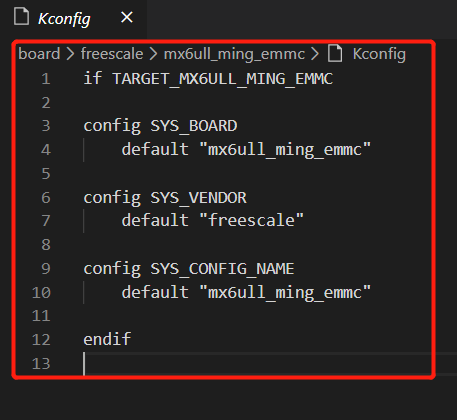 Kconfig ×
board > freescale > mx6ull_ming_emmc > Kconfig
1 if TARGET_MX6ULL_MING_EMMC
2
3 config SYS_BOARD
4     default "mx6ull_ming_emmc"
5
6 config SYS_VENDOR
7     default "freescale"
8
9 config SYS_CONFIG_NAME
10     default "mx6ull_ming_emmc"
11
12 endif
13